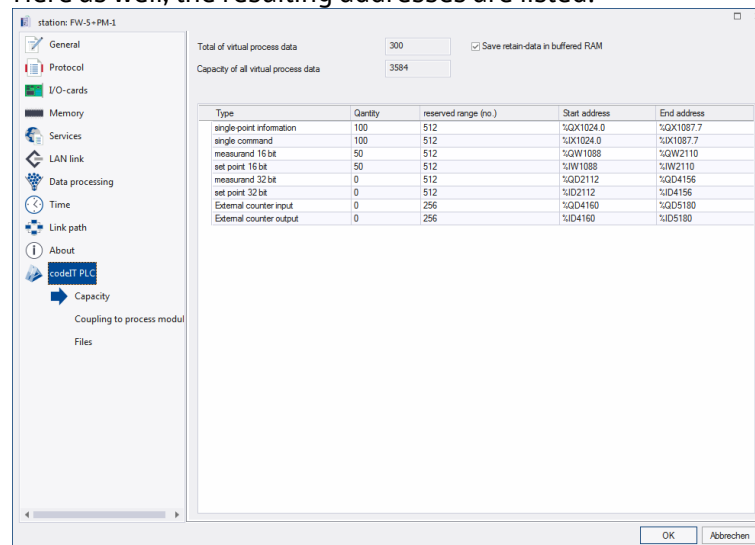 Here as well, the resulting addresses are listed.
station: FW-5+PM-1
General
Protocol
I/O-cards
Memory
Services
LAN link
Data processing
Time
Link path
About
codeIT PLC
Capacity
Coupling to process modul
Files
Total of virtual process data 300 Save retain-data in buffered RAM
Capacity of all virtual process data 3584
Type Qantity reserved range (no.) Start address End address
single-point information 100 512 %QX1024.0 %QX1087.7
single command 100 512 %IX1024.0 %IX1087.7
measurand 16 bit 50 512 %QW1088 %QW2110
set point 16 bit 50 512 %IW1088 %IW2110
measurand 32 bit 0 512 %QD2112 %QD4156
set point 32 bit 0 512 %ID2112 %ID4156
External counter input 0 256 %QD4160 %QD5180
External counter output 0 256 %ID4160 %ID5180
OK Abbrechen